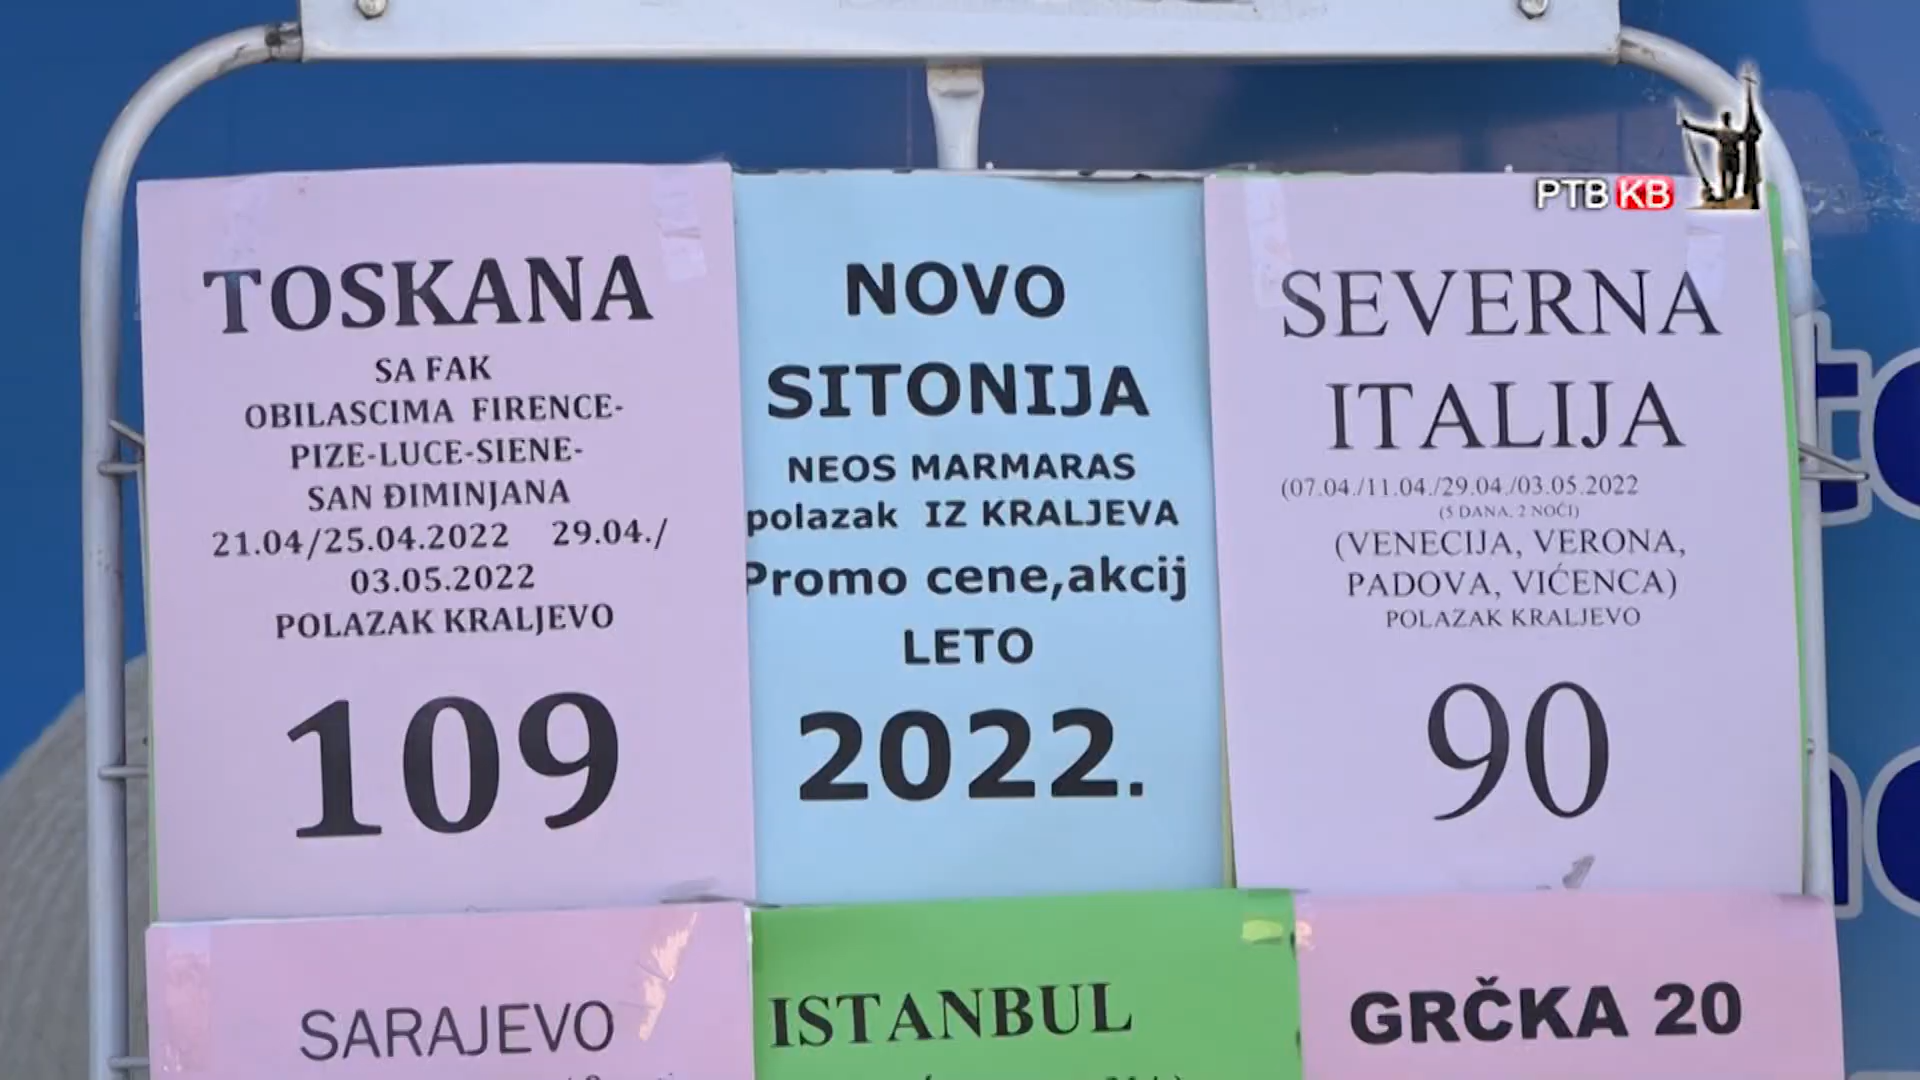 TOSKANA
SA FAK
OBILASCIMA FIRENCE-
PIZE-LUCE-SIENE-
SAN ĐIMINJANA
21.04/25.04.2022 29.04./
03.05.2022
POLAZAK KRALJEVO
109
NOVO
SITONIJA
NEOS MARMARAS
polazak IZ KRALJEVA
Promo cene,akcij
LETO
2022.
РТВ КВ
SEVERNA
ITALIJA
(07.04./11.04./29.04./03.05.2022
(5 DANA, 2 NOĆI)
(VENECIJA, VERONA,
PADOVA, VIĆENCA)
POLAZAK KRALJEVO
90
SARAJEVO
ISTANBUL
GRČKA 20